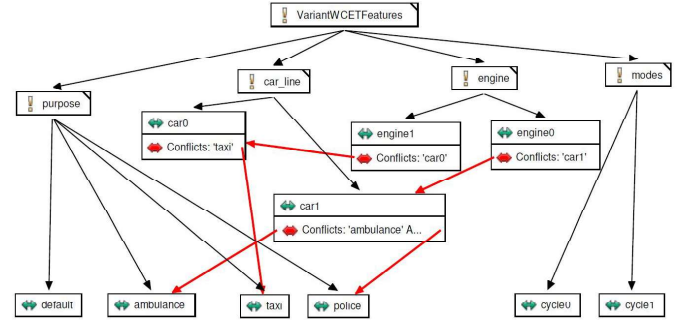 VariantWCETFeatures
car_line
engine
modes
purpose
car0
Conflicts: 'taxi'
engine1
Conflicts: 'car0'
engine0
Conflicts: 'car1'
car1
Conflicts: 'ambulance' A...
default
ambulance
taxi
police
cycle0
cycle1